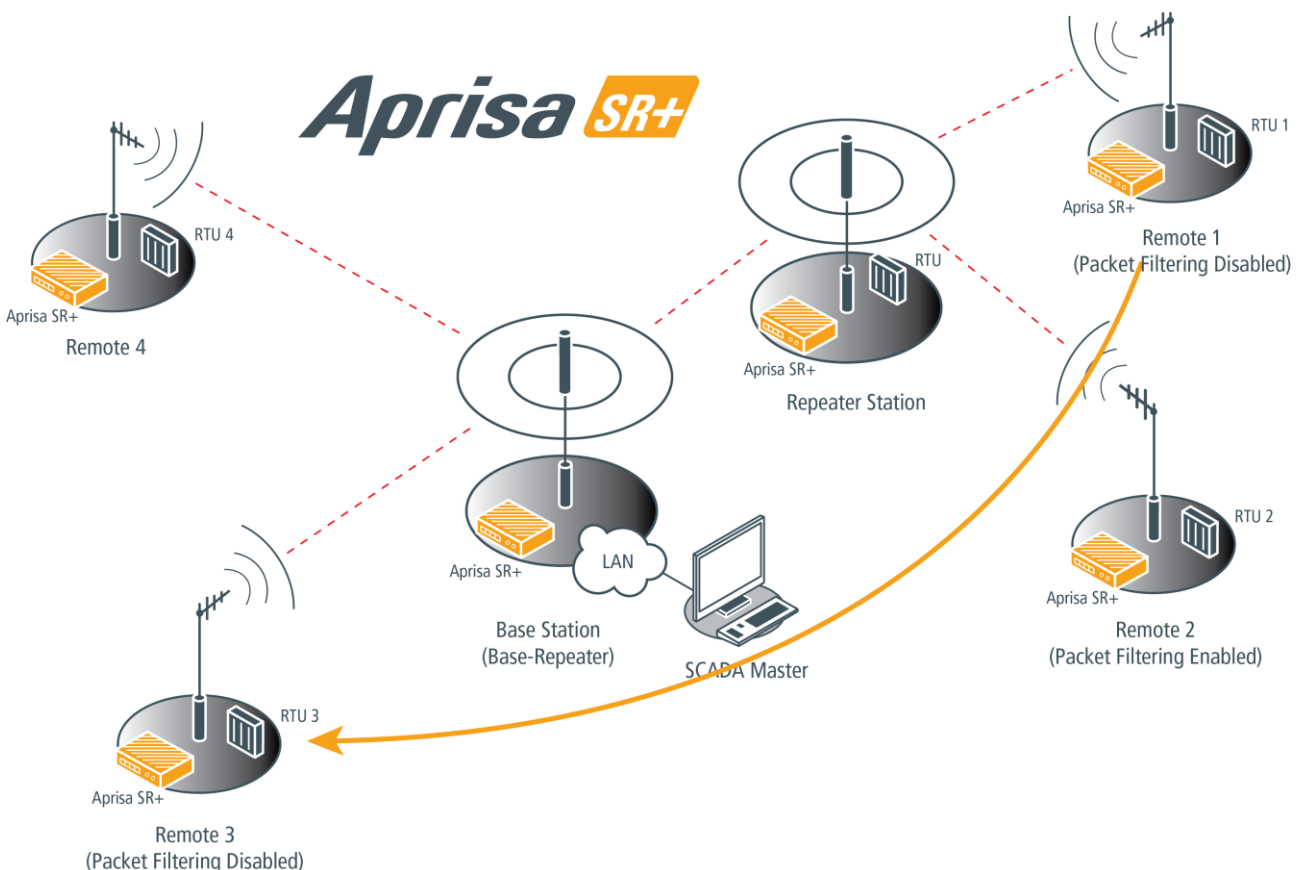 Aprisa SR+
RTU 1
Aprisa SR+
Remote 1
(Packet Filtering Disabled)
RTU 4
Aprisa SR+
Remote 4
RTU
Aprisa SR+
Repeater Station
LAN
Aprisa SR+
Base Station
(Base-Repeater)
SCADA Master
RTU 2
Aprisa SR+
Remote 2
(Packet Filtering Enabled)
RTU 3
Aprisa SR+
Remote 3
(Packet Filtering Disabled)